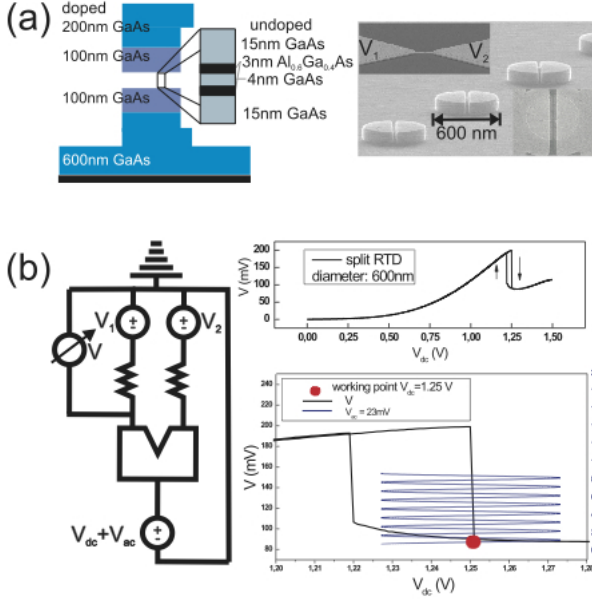 (a)
doped
200nm GaAs
100nm GaAs
100nm GaAs
600nm GaAs
undoped
15nm GaAs
3nm Al0.6Ga0.4As
4nm GaAs
15nm GaAs
V1 V2
600 nm
(b)
V1 V2
V
Vdc+Vac
200
150
100
50
0
V (mV)
split RTD
diameter: 600nm
0,00 0,25 0,50 0,75 1,00 1,25 1,50
Vdc (V)
240
220
200
180
160
140
120
100
80
V (mV)
working point Vdc=1.25 V
V
Vac = 23mV
1,20 1,21 1,22 1,23 1,24 1,25 1,26 1,27 1,28
Vdc (V)